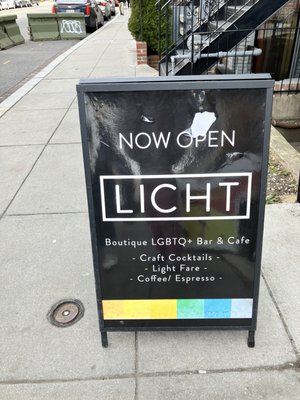 NOW OPEN
LICHT
Boutique LGBTQ+ Bar & Cafe
- Craft Cocktails -
- Light Fare -
- Coffee/ Espresso -